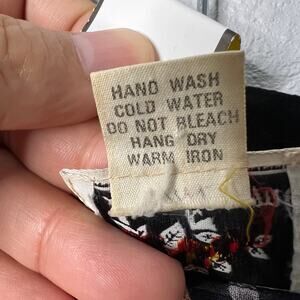 HAND WASH
COLD WATER
DO NOT BLEACH
HANG DRY
WARM IRON